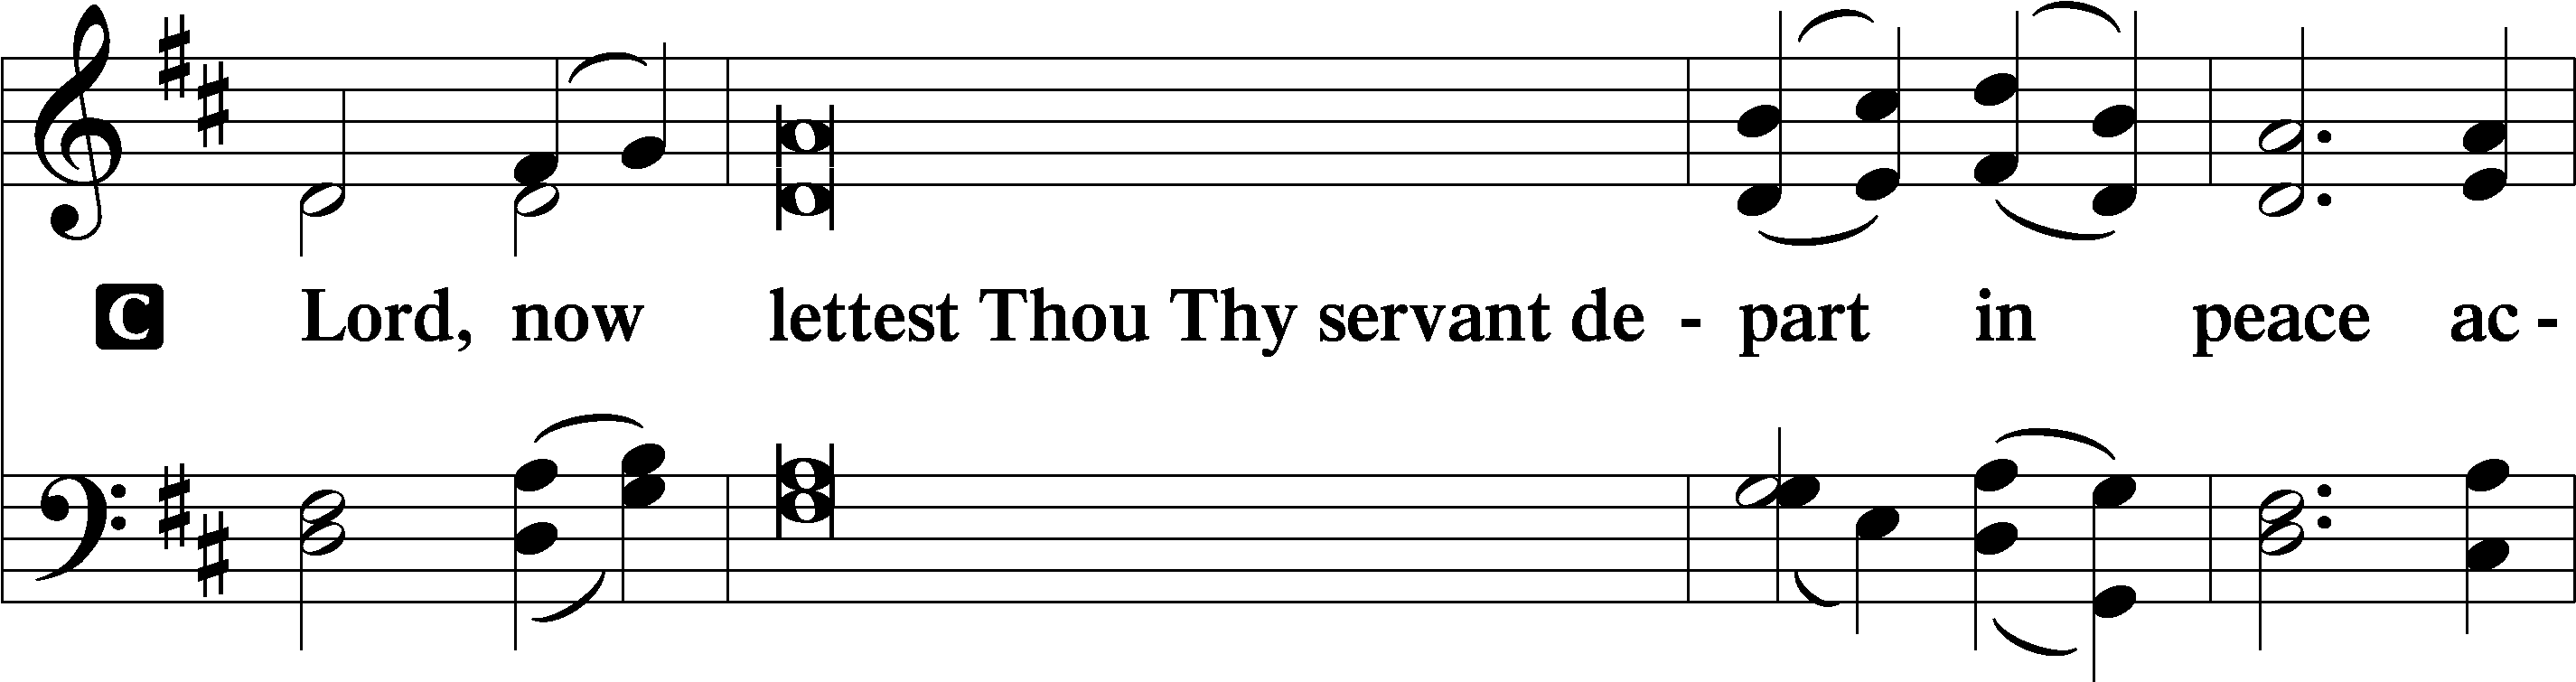 C Lord, now lettest Thou Thy servant de - part in peace ac -